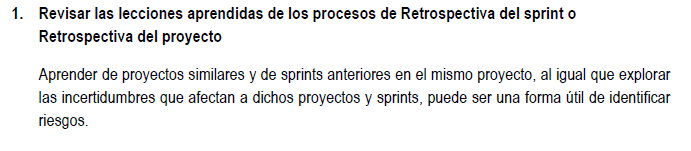 1. Revisar las lecciones aprendidas de los procesos de Retrospectiva del sprint o
Retrospectiva del proyecto
Aprender de proyectos similares y de sprints anteriores en el mismo proyecto, al igual que explorar
las incertidumbres que afectan a dichos proyectos y sprints, puede ser una forma útil de identificar
riesgos.